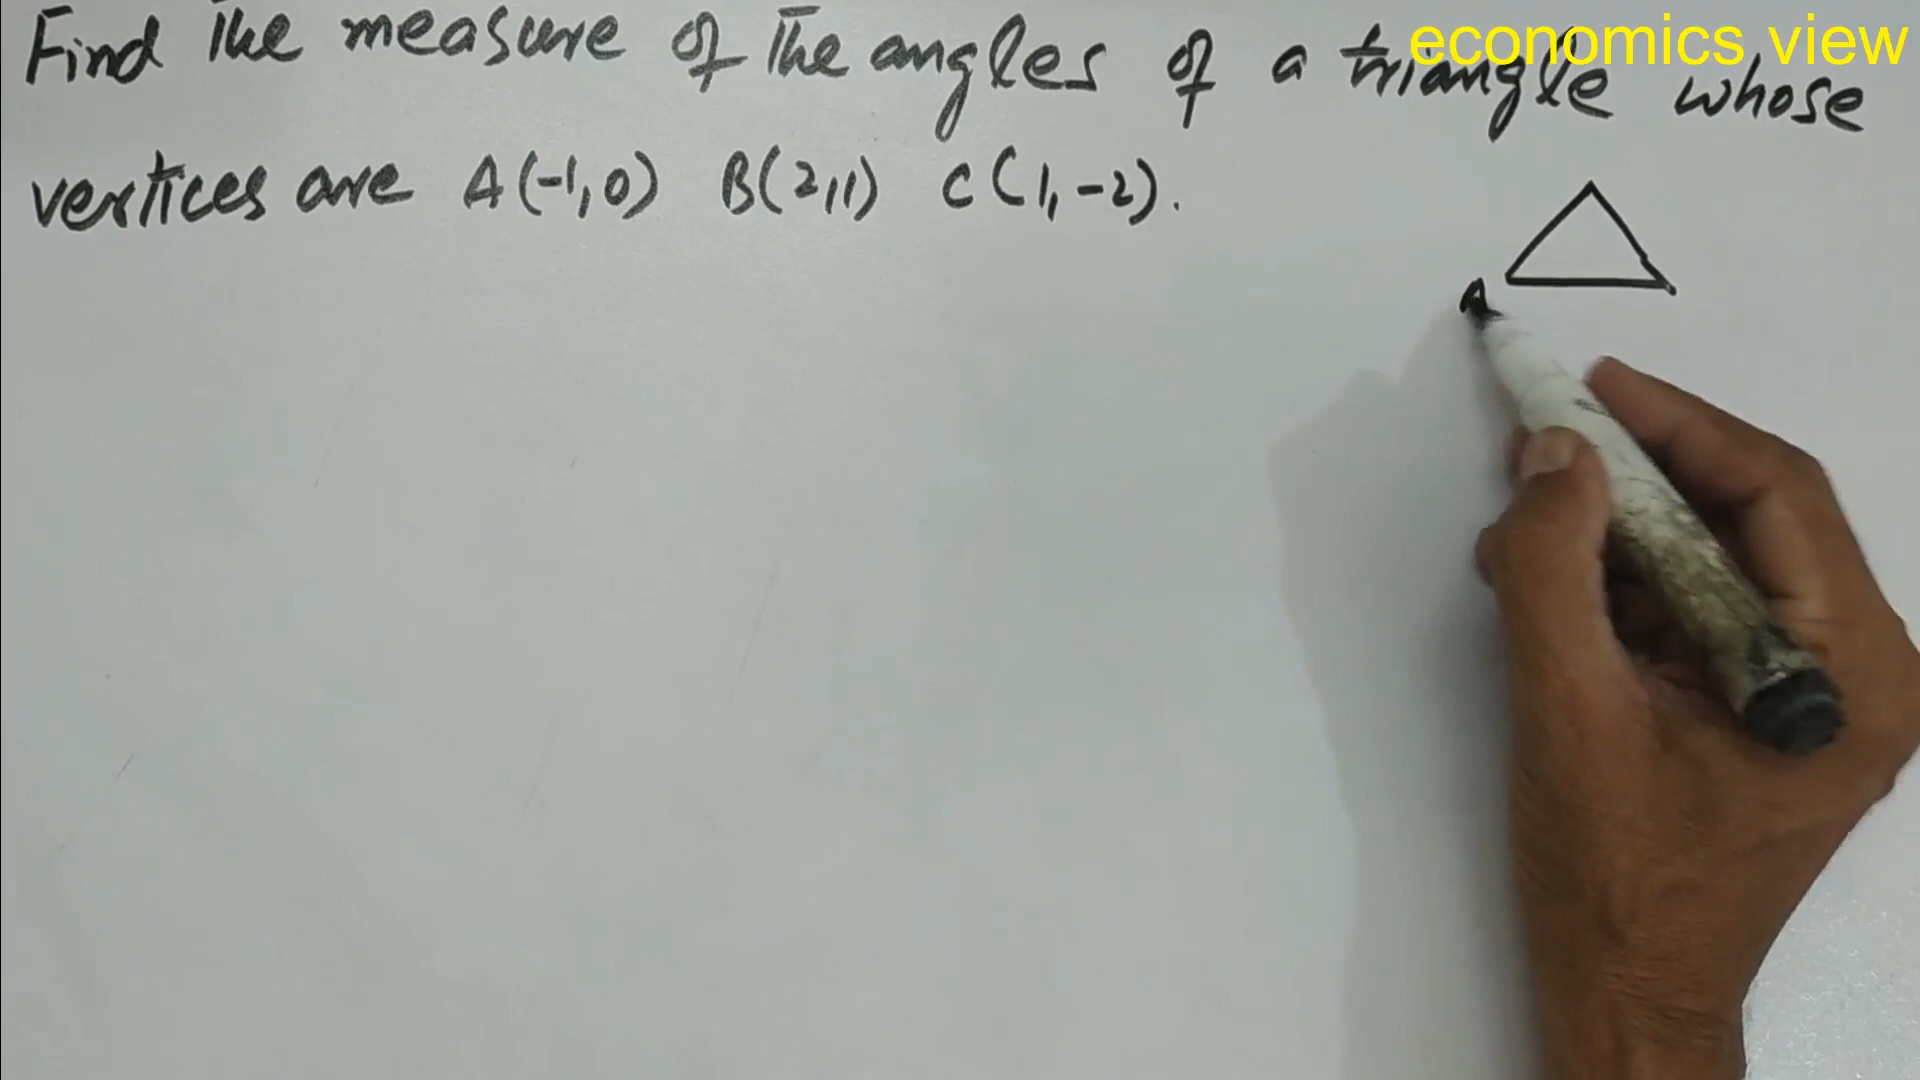 economics view
Find the measure of the angles of a triangle whose
vertices are A(-1,0) B(2,1) C(1,-2).
A